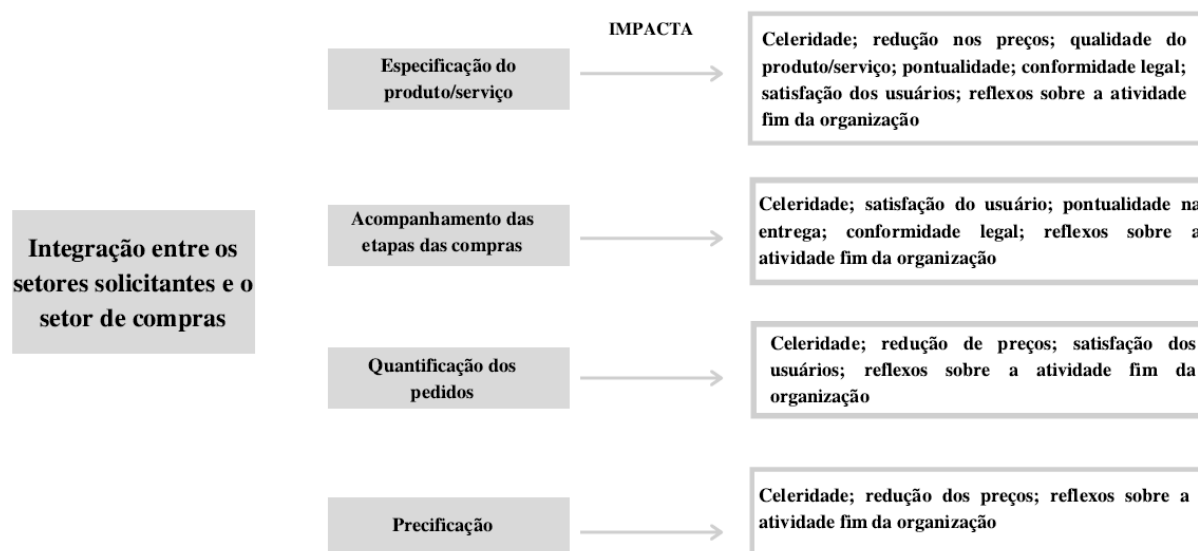 IMPACTA
Especificação do
produto/serviço
Celeridade; redução nos preços; qualidade do
produto/serviço; pontualidade; conformidade legal;
satisfação dos usuários; reflexos sobre a atividade
fim da organização
Integração entre os
setores solicitantes e o
setor de compras
Acompanhamento das
etapas das compras
Celeridade; satisfação do usuário; pontualidade na
entrega; conformidade legal; reflexos sobre a
atividade fim da organização
Quantificação dos
pedidos
Celeridade; redução de preços; satisfação dos
usuários; reflexos sobre a atividade fim da
organização
Precificação
Celeridade; redução dos preços; reflexos sobre a
atividade fim da organização